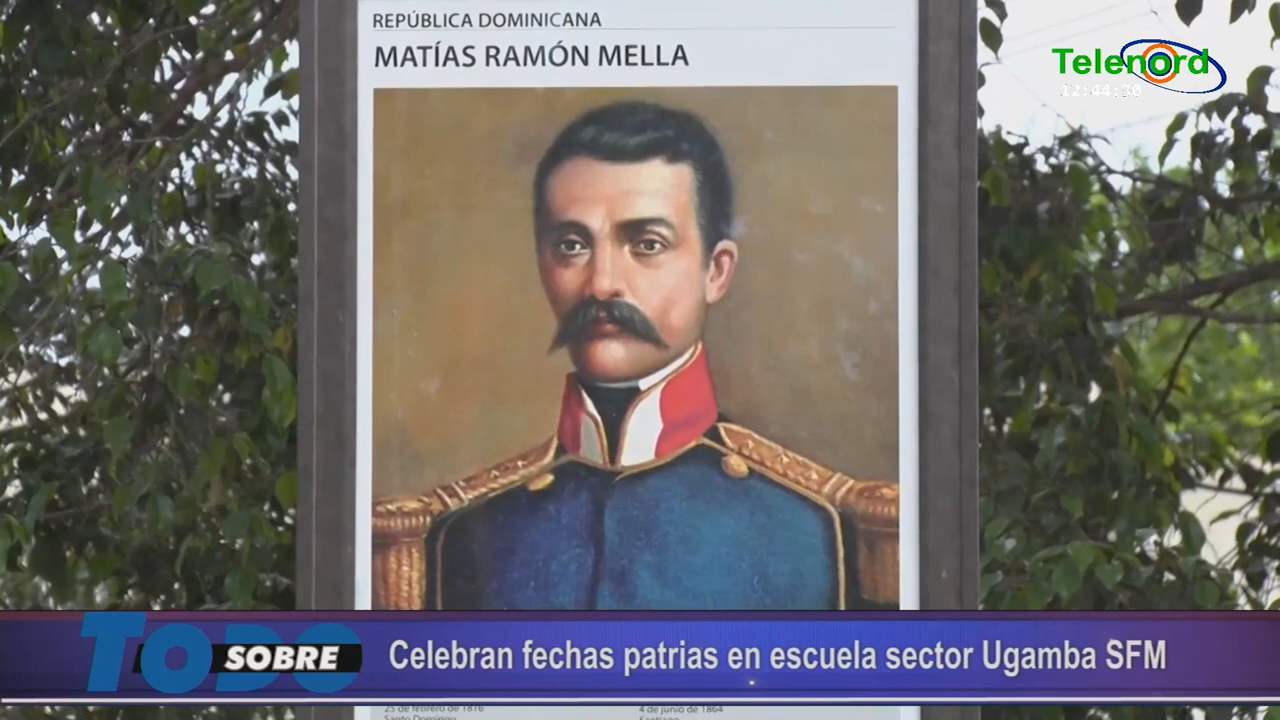 REPÚBLICA DOMINICANA
MATÍAS RAMÓN MELLA
Telenord
12:44:30
TODO SOBRE
Celebran fechas patrias en escuela sector Ugamba SFM
25 de febrero de 1816
4 de junio de 1864
Santo Domingo
Santiago